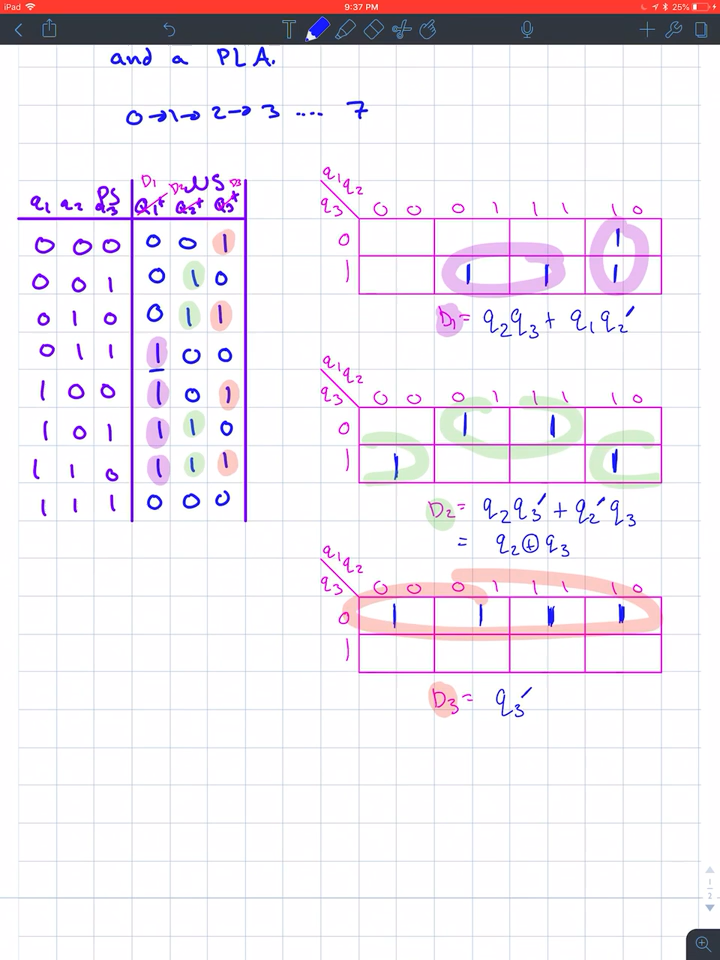 iPad 9:37 PM 25%
T
and a PLA.
0→1→2→3 .... 7
PS D1 D2 NS D3
q1 q2 q3 Q1+ Q2+ Q3+
0 0 0 0 0 1
0 0 1 0 1 0
0 1 0 0 1 1
0 1 1 1 0 0
1 0 0 1 0 1
1 0 1 1 1 0
1 1 0 1 1 1
1 1 1 0 0 0
q1q2
q3 00 01 11 10
0 1
1 1 1 1
D1 = q2q3 + q1q2′
q1q2
q3 00 01 11 10
0 1 1
1 1 1
D2 = q2q3′ + q2′q3
= q2⊕q3
q1q2
q3 00 01 11 10
0 1 1 1 1
1
D3 = q3′
1
2